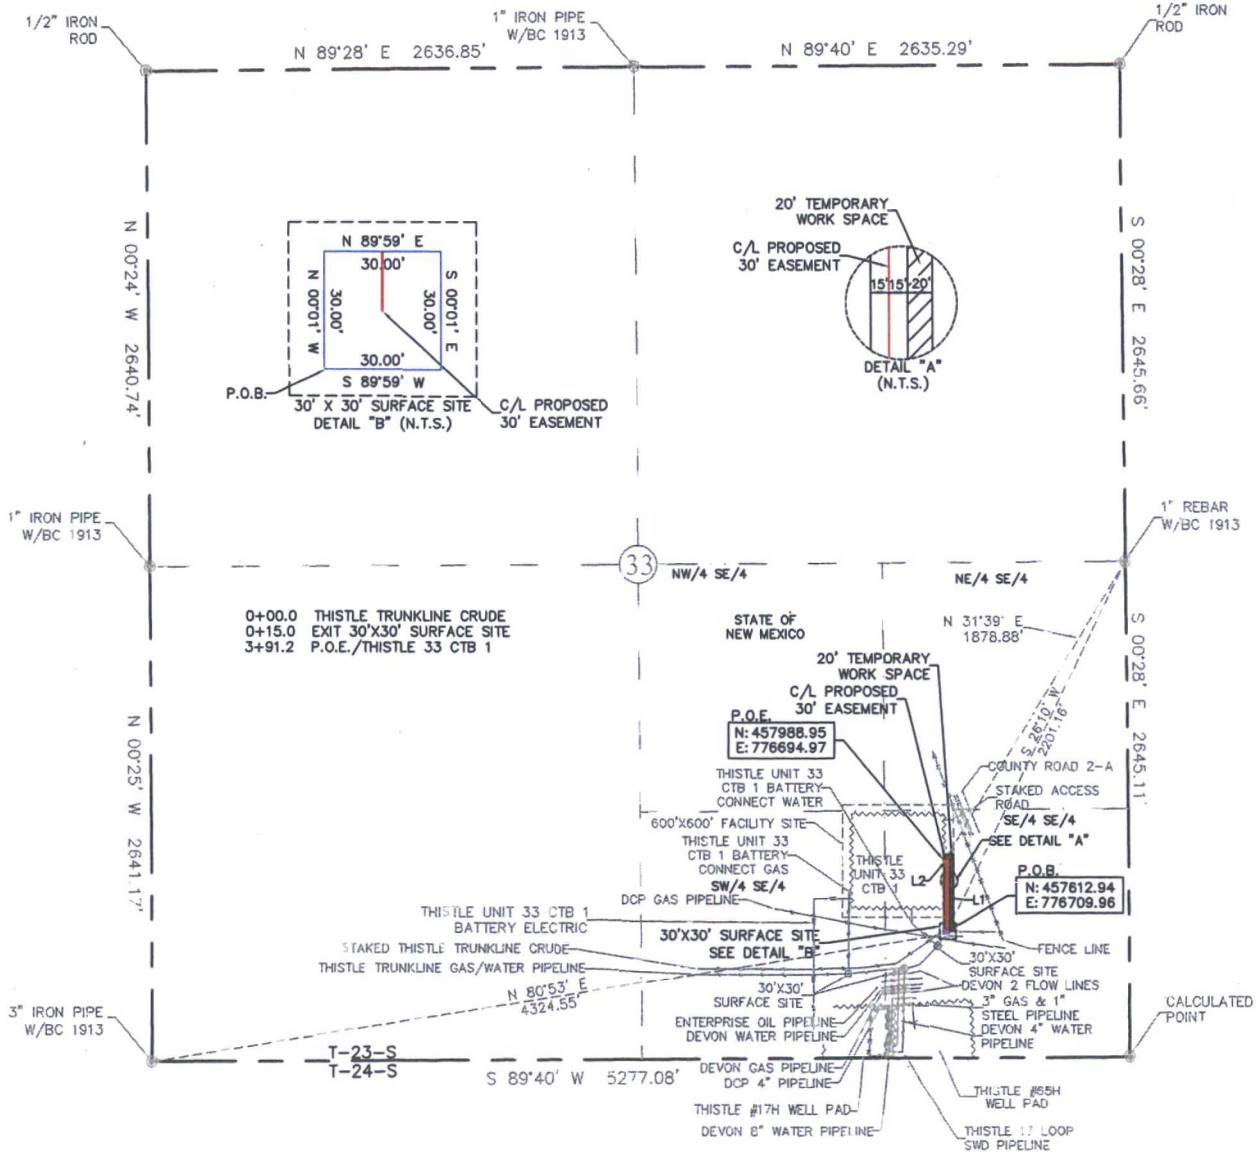 1/2" IRON
ROD
1" IRON PIPE
W/BC 1913
1/2" IRON
ROD
N 89°28' E 2636.85'
N 89°40' E 2635.29'
N 00°24' W 2640.74'
S 00°28' E 2645.66'
N 89°59' E
30.00'
N 00°01' W
30.00'
S 00°01' E
30.00'
30.00'
S 89°59' W
P.O.B.
30' X 30' SURFACE SITE
DETAIL "B" (N.T.S.)
C/L PROPOSED
30' EASEMENT
20' TEMPORARY
WORK SPACE
C/L PROPOSED
30' EASEMENT
15' 15' 20'
DETAIL "A"
(N.T.S.)
1" IRON PIPE
W/BC 1913
1" REBAR
W/BC 1913
33
NW/4 SE/4
NE/4 SE/4
0+00.0 THISTLE TRUNKLINE CRUDE
0+15.0 EXIT 30'X30' SURFACE SITE
3+91.2 P.O.E./THISTLE 33 CTB 1
STATE OF
NEW MEXICO
N 31°39' E
1878.88'
S 26°10' W
2201.16'
S 00°28' E 2645.11'
N 00°25' W 2641.17'
20' TEMPORARY
WORK SPACE
C/L PROPOSED
30' EASEMENT
P.O.E.
N: 457988.95
E: 776694.97
COUNTY ROAD 2-A
STAKED ACCESS
ROAD
SE/4 SE/4
SEE DETAIL "A"
THISTLE UNIT 33
CTB 1 BATTERY
CONNECT WATER
600'X600' FACILITY SITE
THISTLE UNIT 33
CTB 1 BATTERY
CONNECT GAS
SW/4 SE/4
DCP GAS PIPELINE
THISTLE
UNIT 33
CTB 1
L2
L1
P.O.B.
N: 457612.94
E: 776709.96
THISTLE UNIT 33 CTB 1
BATTERY ELECTRIC
30'X30' SURFACE SITE
SEE DETAIL "B"
STAKED THISTLE TRUNKLINE CRUDE
THISTLE TRUNKLINE GAS/WATER PIPELINE
FENCE LINE
30'X30'
SURFACE SITE
N 80°53' E
4324.55'
30'X30'
SURFACE SITE
DEVON 2 FLOW LINES
3" GAS & 1"
STEEL PIPELINE
DEVON 4" WATER
PIPELINE
ENTERPRISE OIL PIPELINE
DEVON WATER PIPELINE
3" IRON PIPE
W/BC 1913
CALCULATED
POINT
T-23-S
T-24-S
S 89°40' W 5277.08'
DEVON GAS PIPELINE
DCP 4" PIPELINE
THISTLE #17H WELL PAD
DEVON 8" WATER PIPELINE
THISTLE #65H
WELL PAD
THISTLE 17 LOOP
SWD PIPELINE